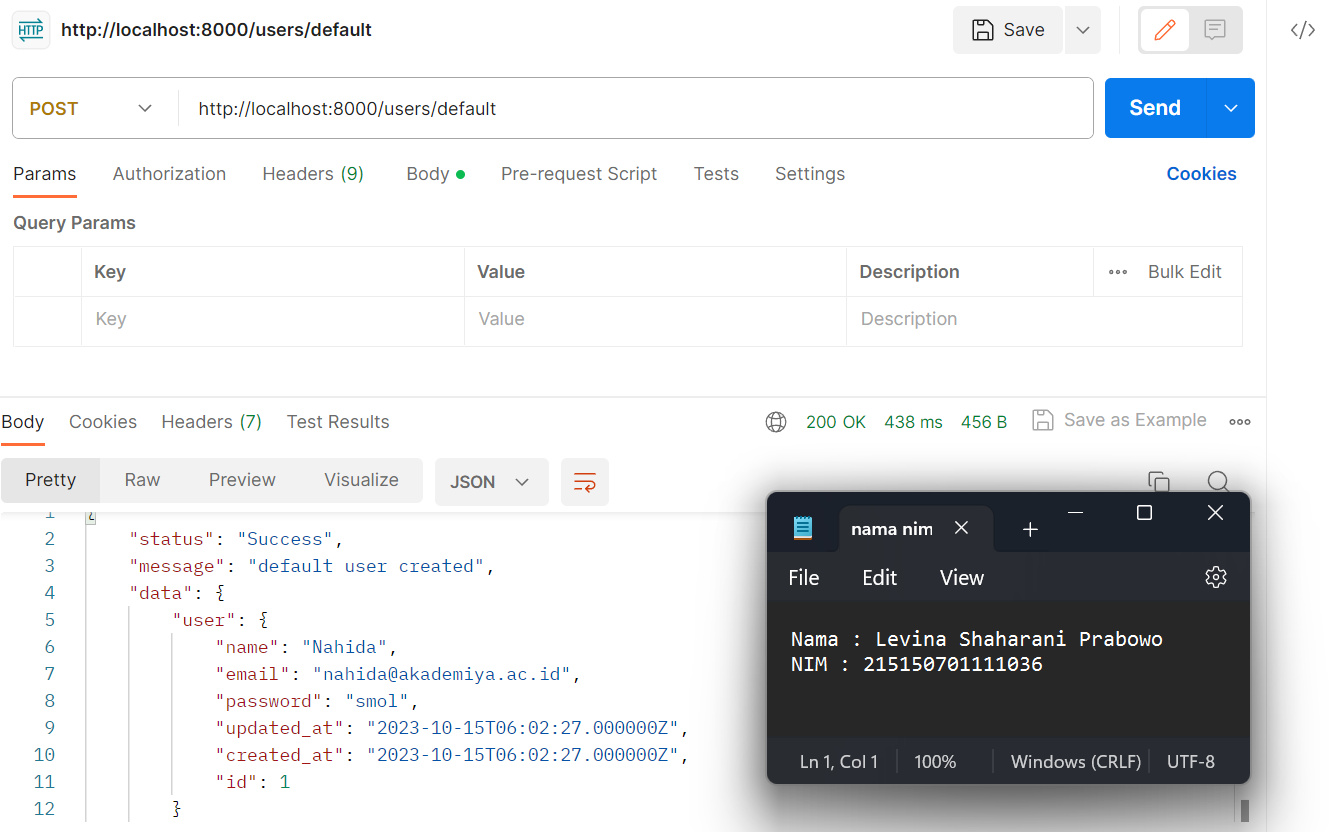 HTTP http://localhost:8000/users/default Save
POST http://localhost:8000/users/default Send
Params Authorization Headers (9) Body Pre-request Script Tests Settings Cookies
Query Params
Key Value Description Bulk Edit
Key Value Description
Body Cookies Headers (7) Test Results 200 OK 438 ms 456 B Save as Example
Pretty Raw Preview Visualize JSON
1 {
2 "status": "Success",
3 "message": "default user created",
4 "data": {
5 "user": {
6 "name": "Nahida",
7 "email": "nahida@akademiya.ac.id",
8 "password": "smol",
9 "updated_at": "2023-10-15T06:02:27.000000Z",
10 "created_at": "2023-10-15T06:02:27.000000Z",
11 "id": 1
12 }
nama nim
File Edit View
Nama : Levina Shaharani Prabowo
NIM : 215150701111036
Ln 1, Col 1 100% Windows (CRLF) UTF-8